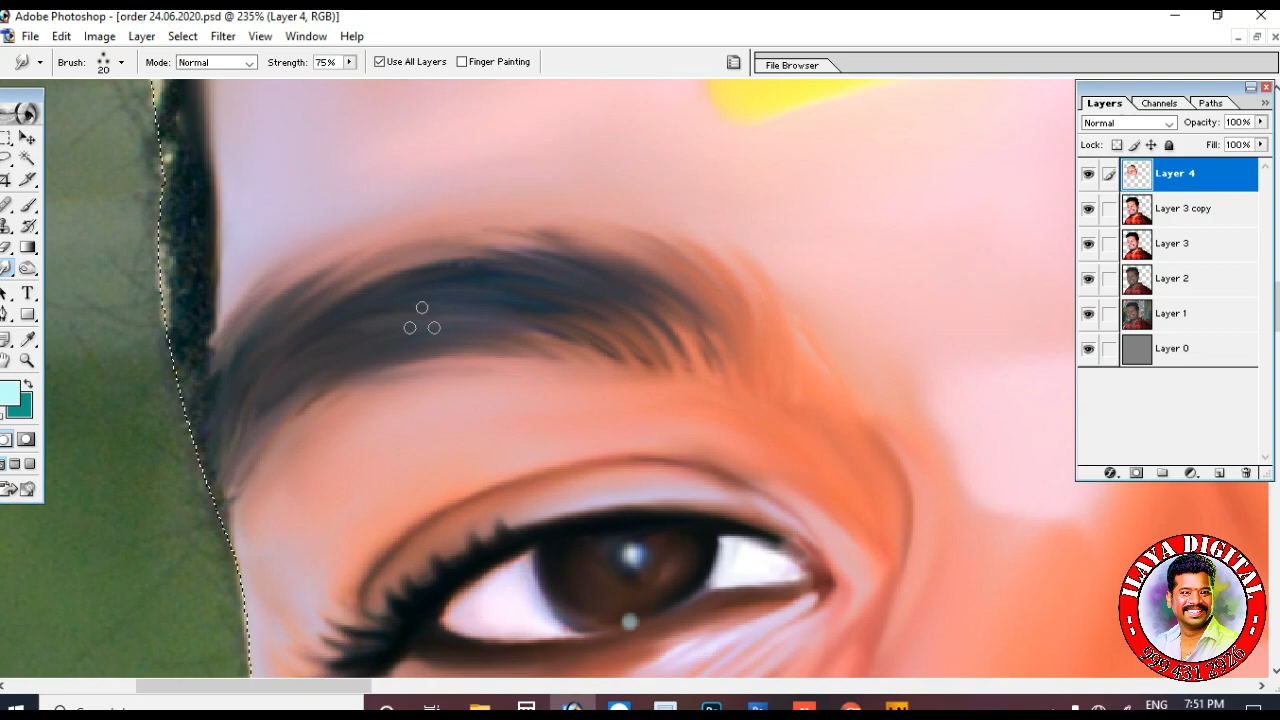 Adobe Photoshop - [order 24.06.2020.psd @ 235% (Layer 4, RGB)]
File Edit Image Layer Select Filter View Window Help
Brush: 20 Mode: Normal Strength: 75% Use All Layers Finger Painting File Browser
Layers Channels Paths
Normal Opacity: 100%
Lock: Fill: 100%
Layer 4
Layer 3 copy
Layer 3
Layer 2
Layer 1
Layer 0
ILAYA DIGITAL
999 431 2926
ENG 7:51 PM